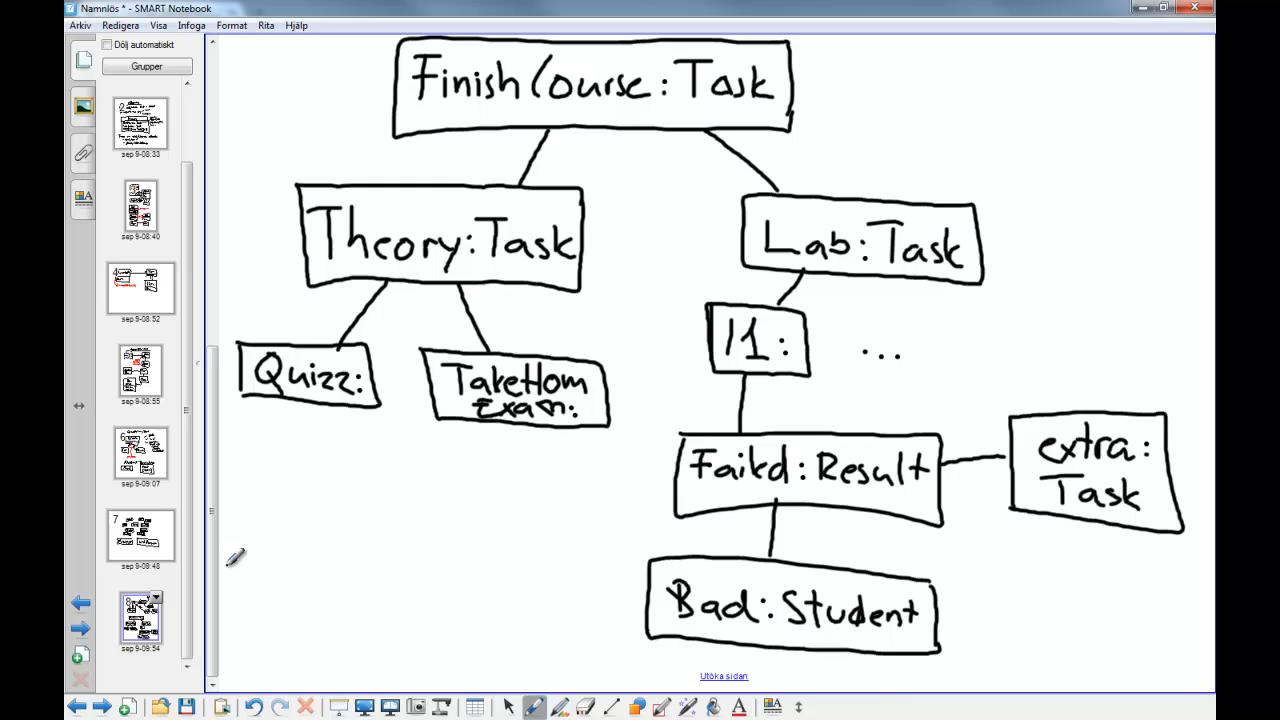 Namnlös * - SMART Notebook
Arkiv Redigera Visa Infoga Format Rita Hjälp
Dölj automatiskt
Grupper
sep 9-08:33
sep 9-08:40
sep 9-08:52
sep 9-08:55
6
sep 9-09:07
7
sep 9-09:48
sep 9-09:54
FinishCourse:Task
Theory:Task
Lab:Task
Quizz:
TakeHom
Exam:
l1:
...
Faild:Result
extra:
Task
Bad:Student
Utöka sidan